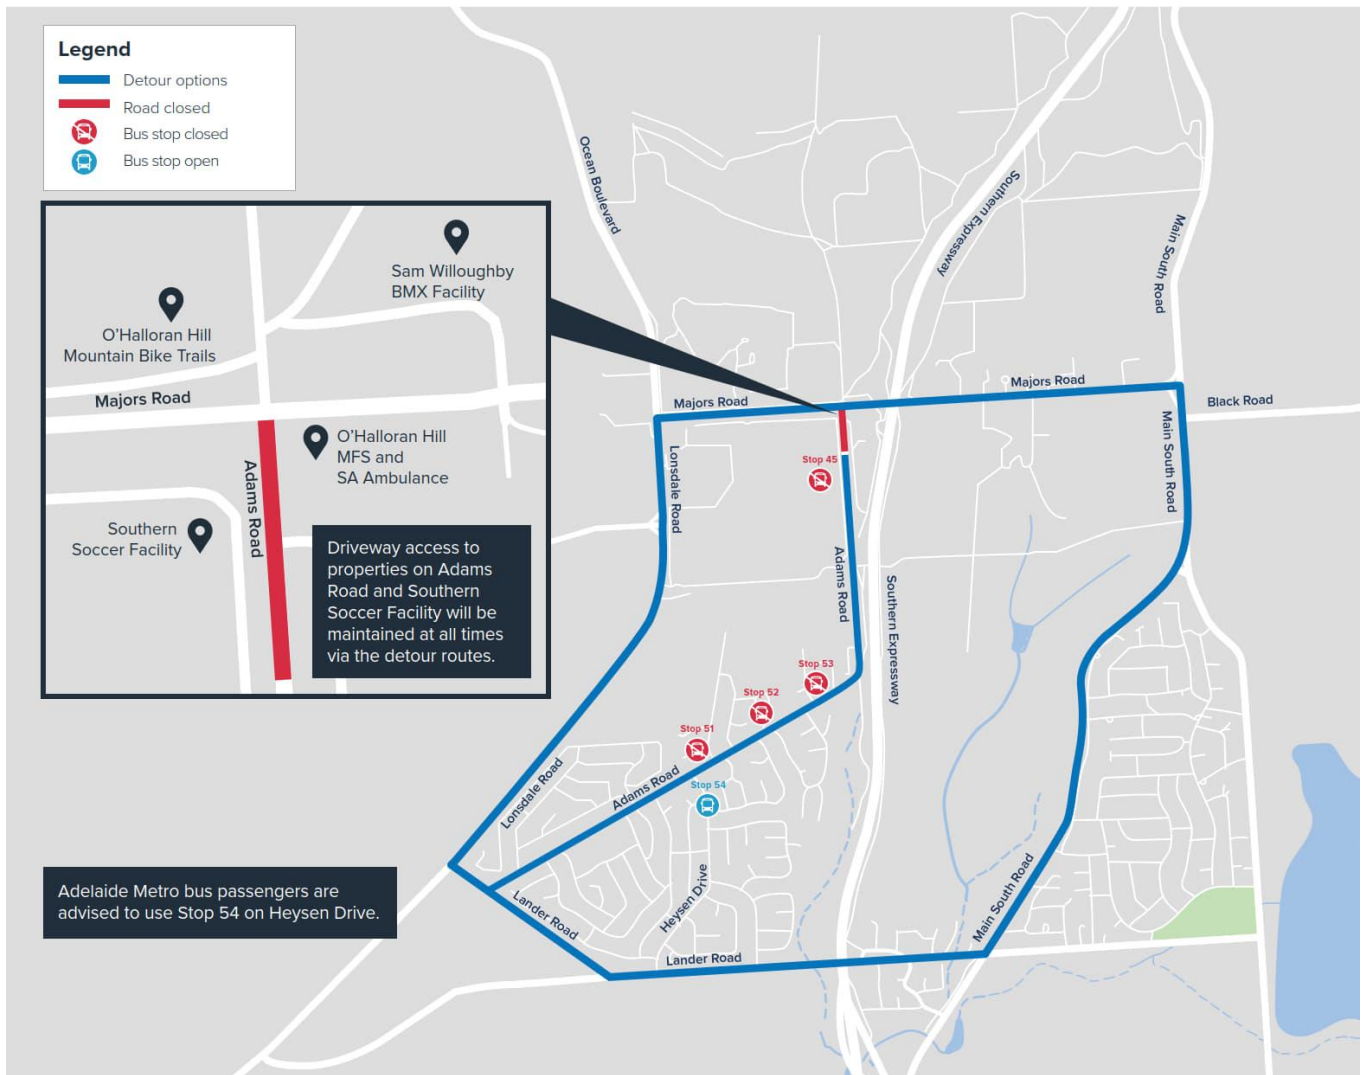 Legend
Detour options
Road closed
Bus stop closed
Bus stop open
Sam Willoughby
BMX Facility
O'Halloran Hill
Mountain Bike Trails
Majors Road
O'Halloran Hill
MFS and
SA Ambulance
Adams Road
Southern
Soccer Facility
Driveway access to
properties on Adams
Road and Southern
Soccer Facility will be
maintained at all times
via the detour routes.
Ocean Boulevard
Southern Expressway
Main South Road
Majors Road
Majors Road
Black Road
Lonsdale Road
Stop 45
Main South Road
Adams Road
Southern Expressway
Stop 53
Stop 52
Stop 51
Adams Road
Stop 54
Lonsdale Road
Heysen Drive
Lander Road
Lander Road
Main South Road
Adelaide Metro bus passengers are
advised to use Stop 54 on Heysen Drive.